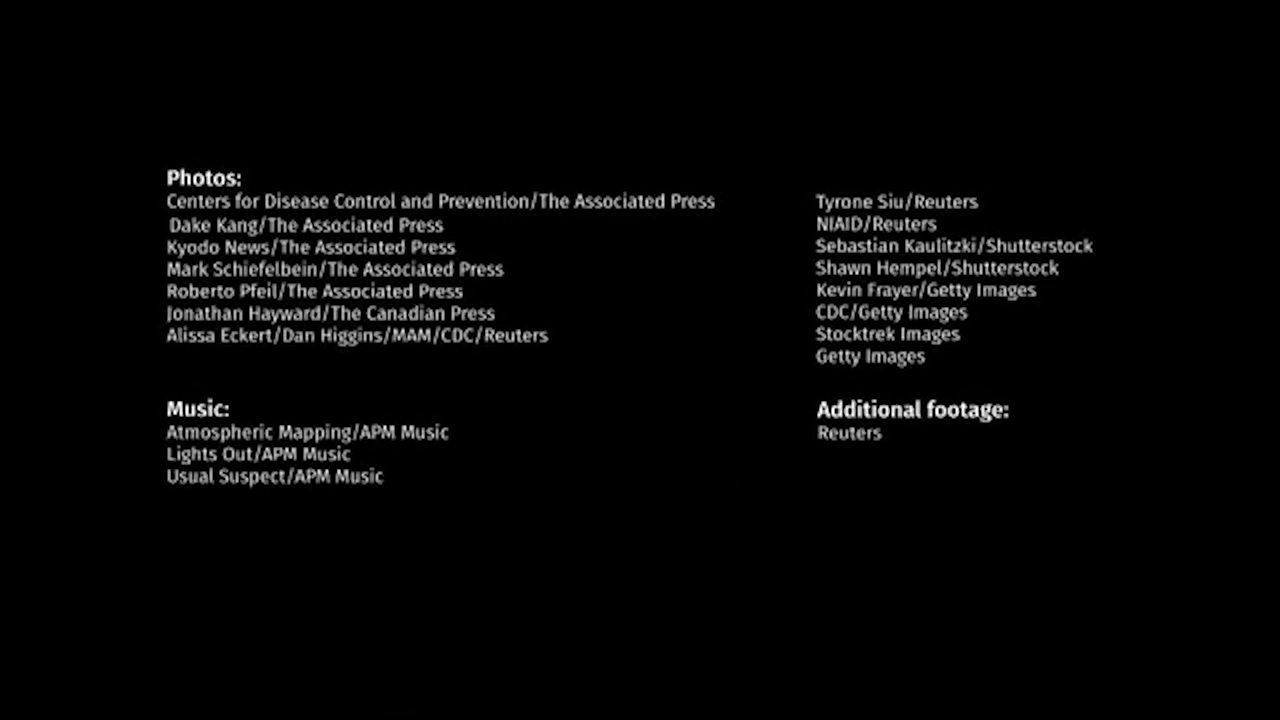 Photos:
Centers for Disease Control and Prevention/The Associated Press
Dake Kang/The Associated Press
Kyodo News/The Associated Press
Mark Schiefelbein/The Associated Press
Roberto Pfeil/The Associated Press
Jonathan Hayward/The Canadian Press
Alissa Eckert/Dan Higgins/MAM/CDC/Reuters
Tyrone Siu/Reuters
NIAID/Reuters
Sebastian Kaulitzki/Shutterstock
Shawn Hempel/Shutterstock
Kevin Frayer/Getty Images
CDC/Getty Images
Stocktrek Images
Getty Images
Music:
Atmospheric Mapping/APM Music
Lights Out/APM Music
Usual Suspect/APM Music
Additional footage:
Reuters